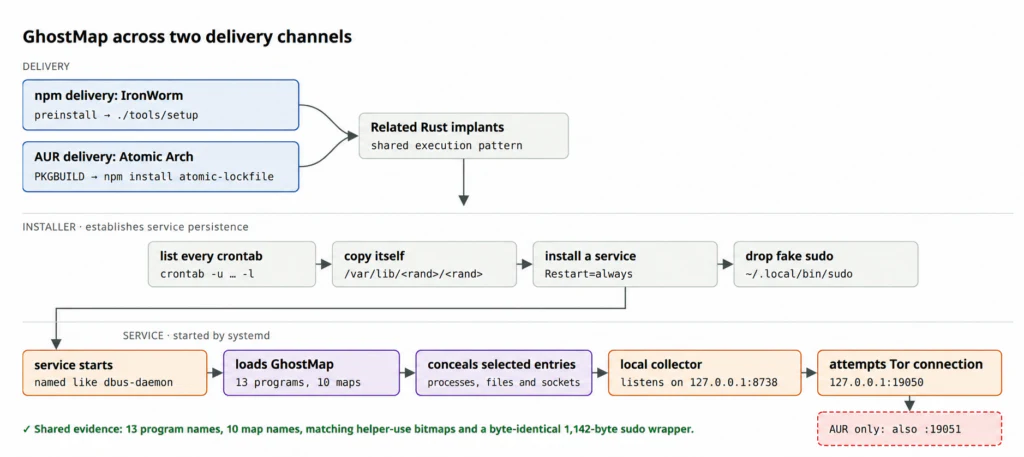 GhostMap across two delivery channels
DELIVERY
npm delivery: IronWorm
preinstall → ./tools/setup
AUR delivery: Atomic Arch
PKGBUILD → npm install atomic-lockfile
Related Rust implants
shared execution pattern
INSTALLER · establishes service persistence
list every crontab
crontab -u … -l
copy itself
/var/lib/<rand>/<rand>
install a service
Restart=always
drop fake sudo
~/.local/bin/sudo
SERVICE · started by systemd
service starts
named like dbus-daemon
loads GhostMap
13 programs, 10 maps
conceals selected entries
processes, files and sockets
local collector
listens on 127.0.0.1:8738
attempts Tor connection
127.0.0.1:19050
AUR only: also :19051
✓ Shared evidence: 13 program names, 10 map names, matching helper-use bitmaps and a byte-identical 1,142-byte sudo wrapper.